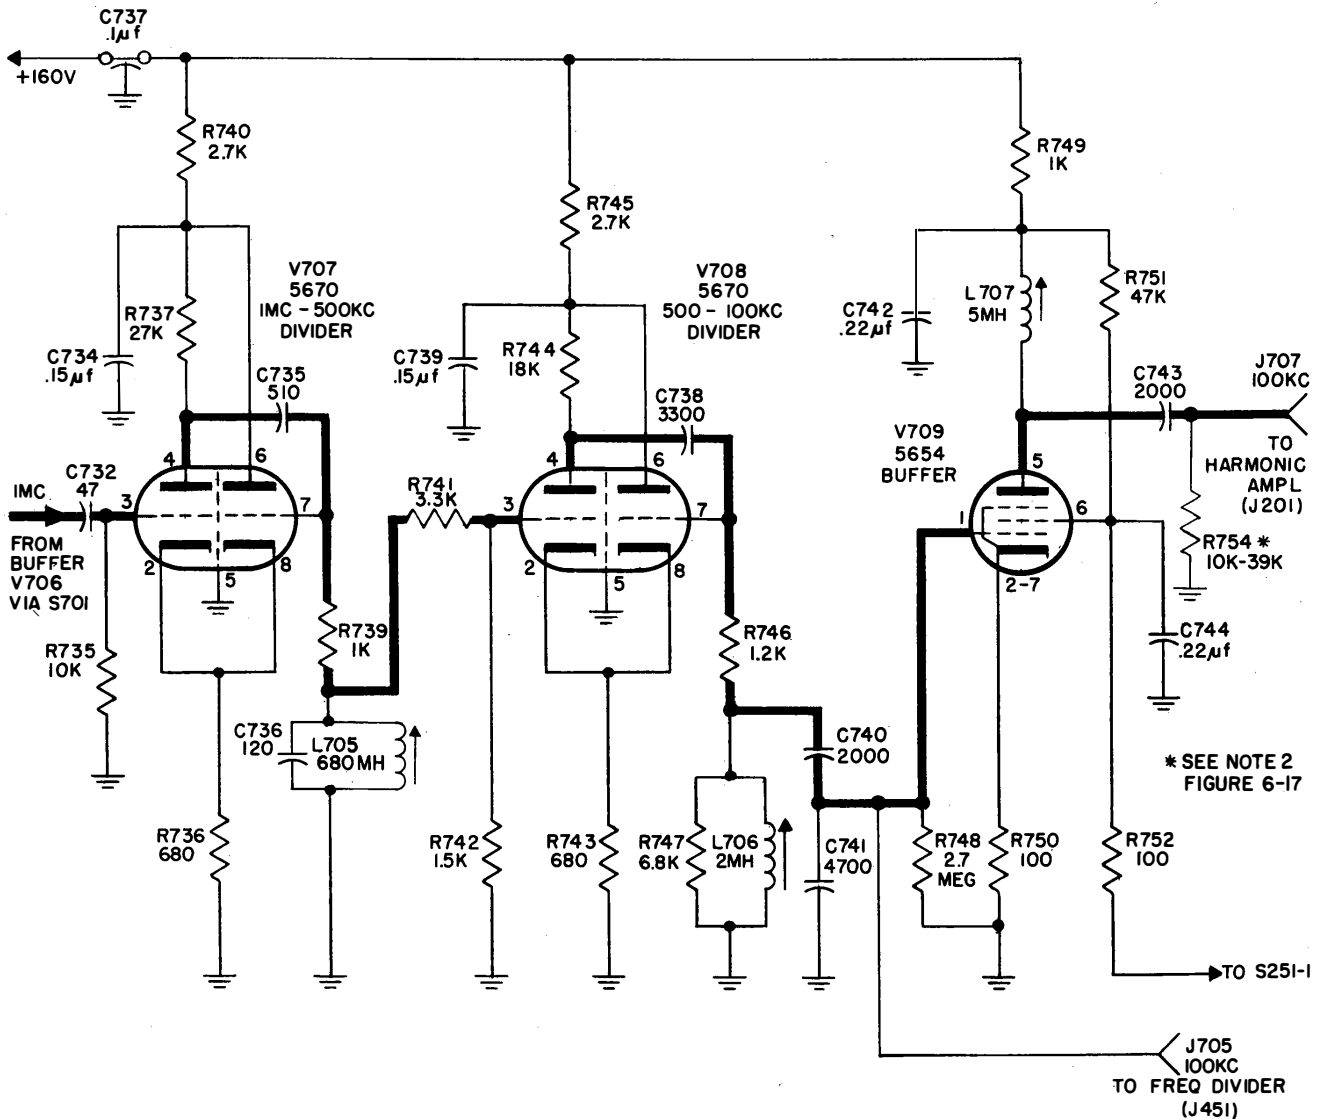 C737
.1µf
+160V
R740
2.7K
R749
1K
R745
2.7K
V707
5670
IMC - 500KC
DIVIDER
V708
5670
500 - 100KC
DIVIDER
R751
47K
L707
5MH
C742
.22µf
R737
27K
C734
.15µf
C735
510
C739
.15µf
R744
18K
C738
3300
C743
2000
J707
100KC
V709
5654
BUFFER
TO
HARMONIC
AMPL
(J201)
4
6
4
6
5
C732
47
IMC
3
7
R741
3.3K
3
7
1
6
FROM
BUFFER
V706
VIA S701
2
5
8
2
5
8
2-7
R754 *
10K-39K
R735
10K
R739
1K
R746
1.2K
C744
.22µf
C736
120
L705
680MH
C740
2000
* SEE NOTE 2
FIGURE 6-17
R736
680
R742
1.5K
R743
680
R747
6.8K
L706
2MH
C741
4700
R748
2.7
MEG
R750
100
R752
100
TO S251-1
J705
100KC
TO FREQ DIVIDER
(J451)